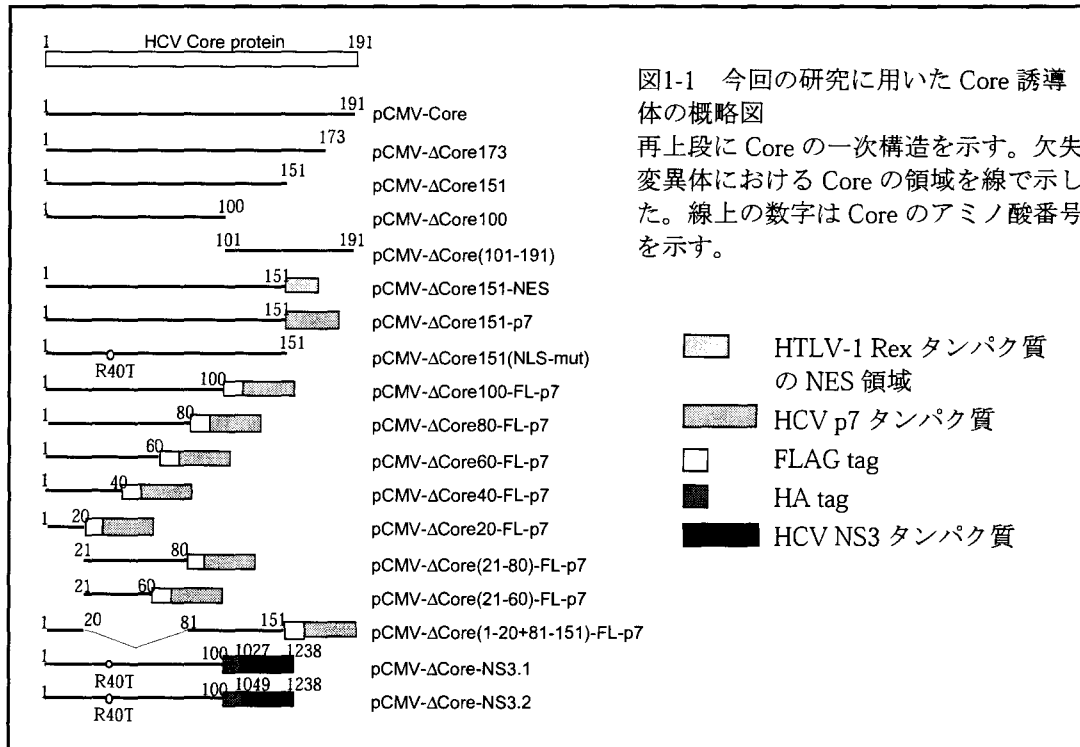 1 HCV Core protein 191
1 191 pCMV-Core
1 173 pCMV-ΔCore173
1 151 pCMV-ΔCore151
1 100 pCMV-ΔCore100
101 191 pCMV-ΔCore(101-191)
1 151 pCMV-ΔCore151-NES
1 151 pCMV-ΔCore151-p7
1 151 pCMV-ΔCore151(NLS-mut)
R40T
1 100 pCMV-ΔCore100-FL-p7
1 80 pCMV-ΔCore80-FL-p7
1 60 pCMV-ΔCore60-FL-p7
1 40 pCMV-ΔCore40-FL-p7
1 20 pCMV-ΔCore20-FL-p7
21 80 pCMV-ΔCore(21-80)-FL-p7
21 60 pCMV-ΔCore(21-60)-FL-p7
1 20 81 151 pCMV-ΔCore(1-20+81-151)-FL-p7
1 100 1027 1238 pCMV-ΔCore-NS3.1
R40T
1 100 1049 1238 pCMV-ΔCore-NS3.2
R40T
図1-1 今回の研究に用いた Core 誘導
体の概略図
再上段に Core の一次構造を示す。欠失
変異体における Core の領域を線で示し
た。線上の数字は Core のアミノ酸番号
を示す。
HTLV-1 Rex タンパク質
の NES 領域
HCV p7 タンパク質
FLAG tag
HA tag
HCV NS3 タンパク質